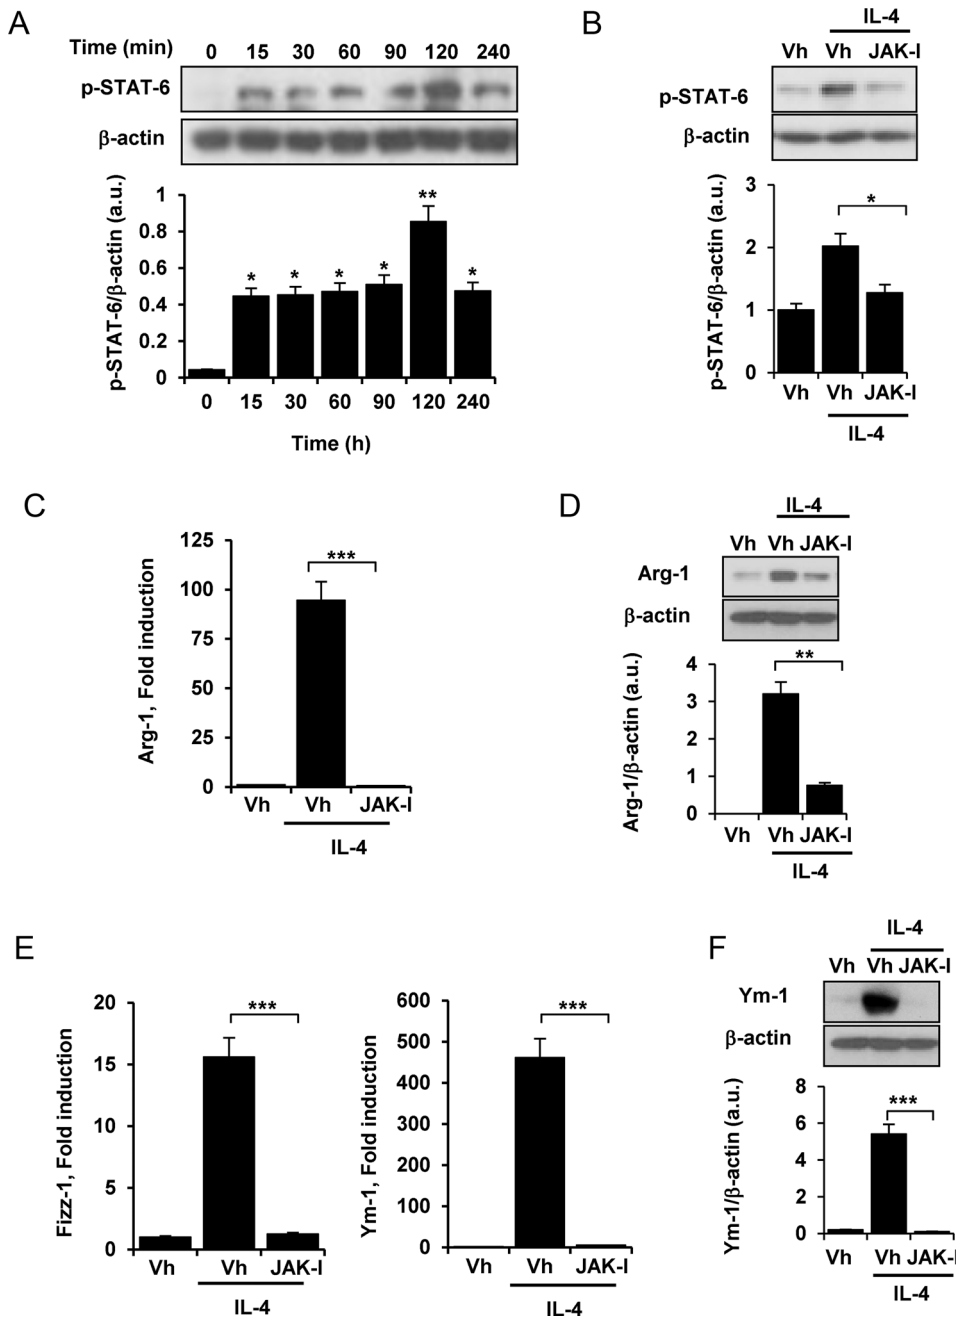 A
Time (min) 0 15 30 60 90 120 240
p-STAT-6
β-actin
p-STAT-6/β-actin (a.u.)
1
0.8
0.6
0.4
0.2
0
* * * * ** *
0 15 30 60 90 120 240
Time (h)
B
IL-4
Vh Vh JAK-I
p-STAT-6
β-actin
p-STAT-6/β-actin (a.u.)
3
2
1
0
*
Vh Vh JAK-I
IL-4
C
Arg-1, Fold induction
125
100
75
50
25
0
***
Vh Vh JAK-I
IL-4
D
IL-4
Vh Vh JAK-I
Arg-1
β-actin
Arg-1/β-actin (a.u.)
4
3
2
1
0
**
Vh Vh JAK-I
IL-4
E
Fizz-1, Fold induction
20
15
10
5
0
***
Vh Vh JAK-I
IL-4
Ym-1, Fold induction
600
500
400
300
200
100
0
***
Vh Vh JAK-I
IL-4
F
IL-4
Vh Vh JAK-I
Ym-1
β-actin
Ym-1/β-actin (a.u.)
8
6
4
2
0
***
Vh Vh JAK-I
IL-4